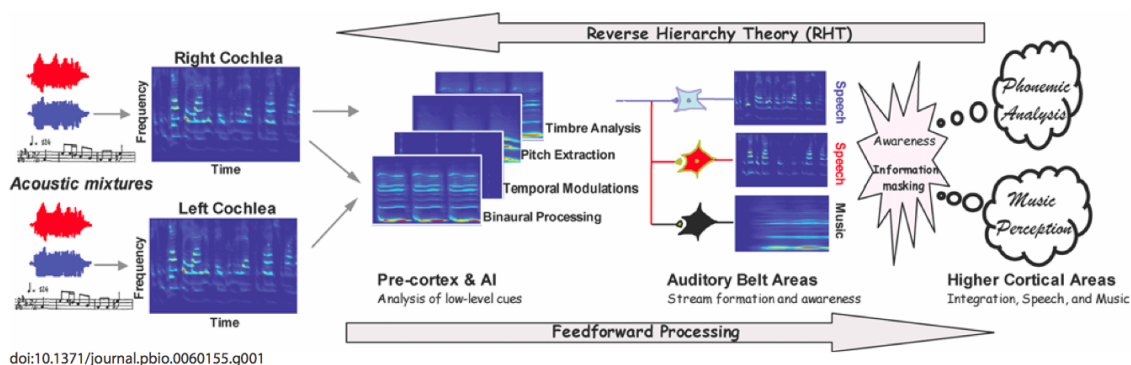 Reverse Hierarchy Theory (RHT)
Right Cochlea
Frequency
Time
Acoustic mixtures
Left Cochlea
Frequency
Time
Timbre Analysis
Pitch Extraction
Temporal Modulations
Binaural Processing
Pre-cortex & AI
Analysis of low-level cues
Speech
Speech
Music
Auditory Belt Areas
Stream formation and awareness
Awareness
Information
masking
Phonemic
Analysis
Music
Perception
Higher Cortical Areas
Integration, Speech, and Music
Feedforward Processing
doi:10.1371/journal.pbio.0060155.g001